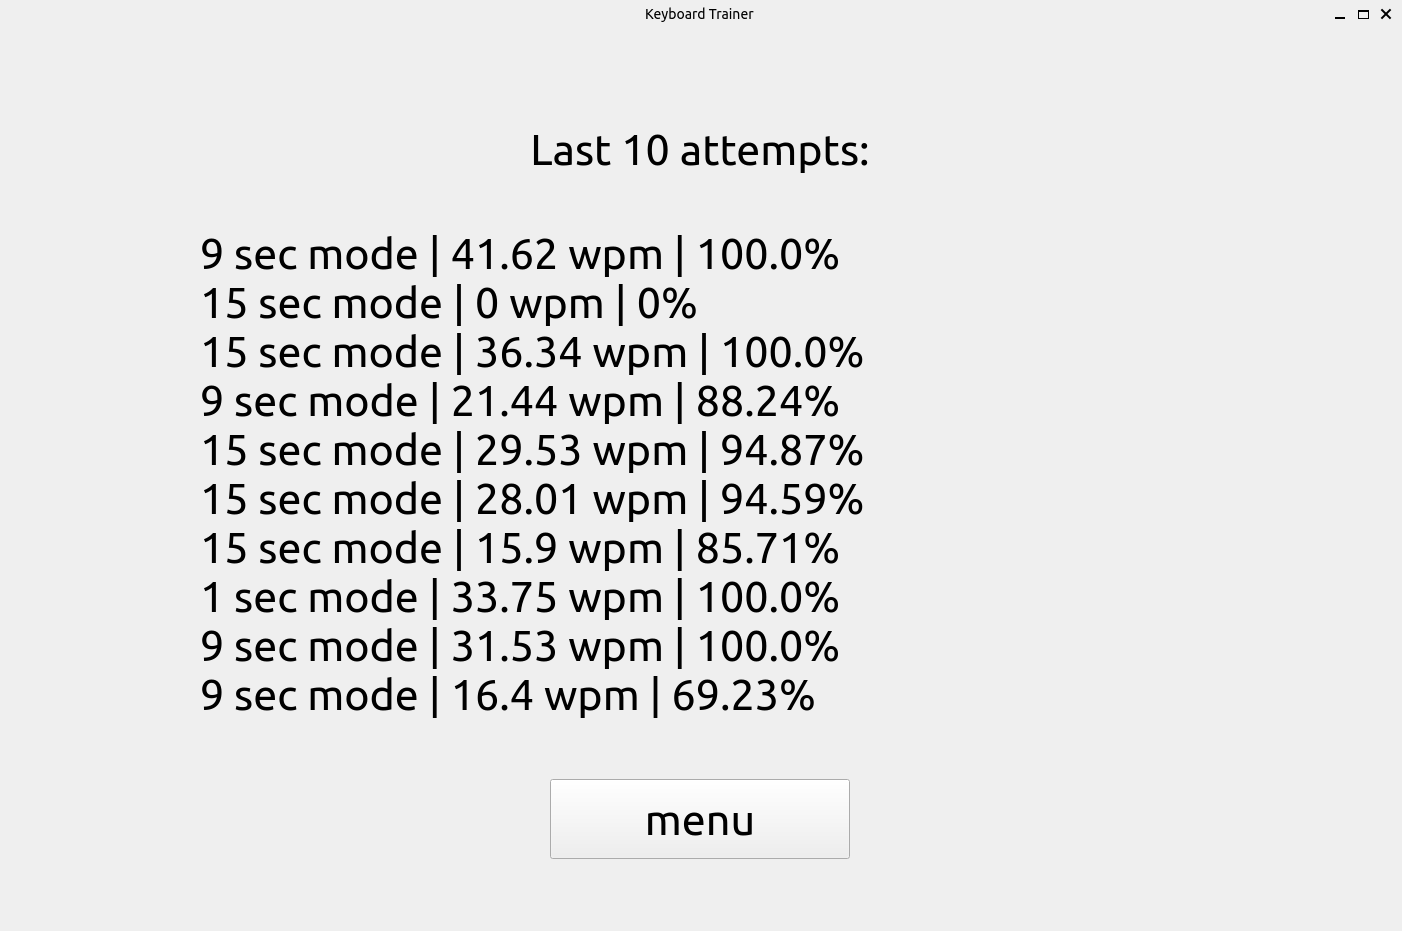 Keyboard Trainer
Last 10 attempts:
9 sec mode | 41.62 wpm | 100.0%
15 sec mode | 0 wpm | 0%
15 sec mode | 36.34 wpm | 100.0%
9 sec mode | 21.44 wpm | 88.24%
15 sec mode | 29.53 wpm | 94.87%
15 sec mode | 28.01 wpm | 94.59%
15 sec mode | 15.9 wpm | 85.71%
1 sec mode | 33.75 wpm | 100.0%
9 sec mode | 31.53 wpm | 100.0%
9 sec mode | 16.4 wpm | 69.23%
menu